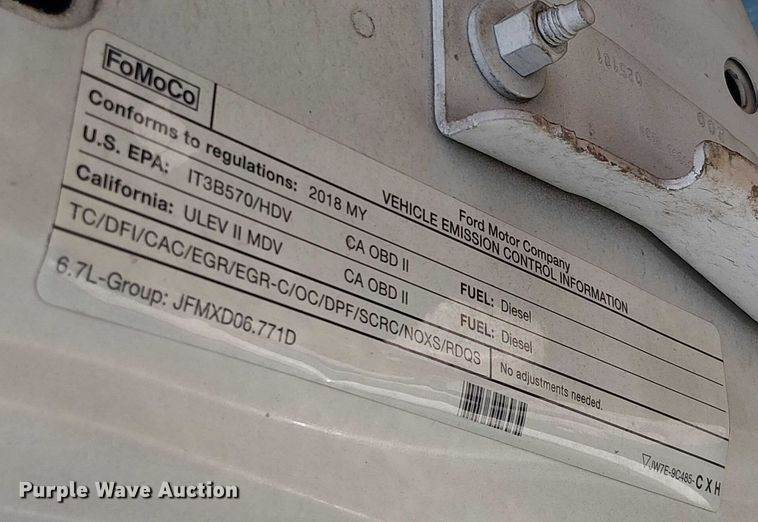 FoMoCo
Ford Motor Company
VEHICLE EMISSION CONTROL INFORMATION
Conforms to regulations: 2018 MY
U.S. EPA: IT3B570/HDV CA OBD II FUEL: Diesel
California: ULEV II MDV CA OBD II FUEL: Diesel
TC/DFI/CAC/EGR/EGR-C/OC/DPF/SCRC/NOXS/RDQS No adjustments needed.
6.7L-Group: JFMXD06.771D
JW7E-9C485-CXH
Purple Wave Auction